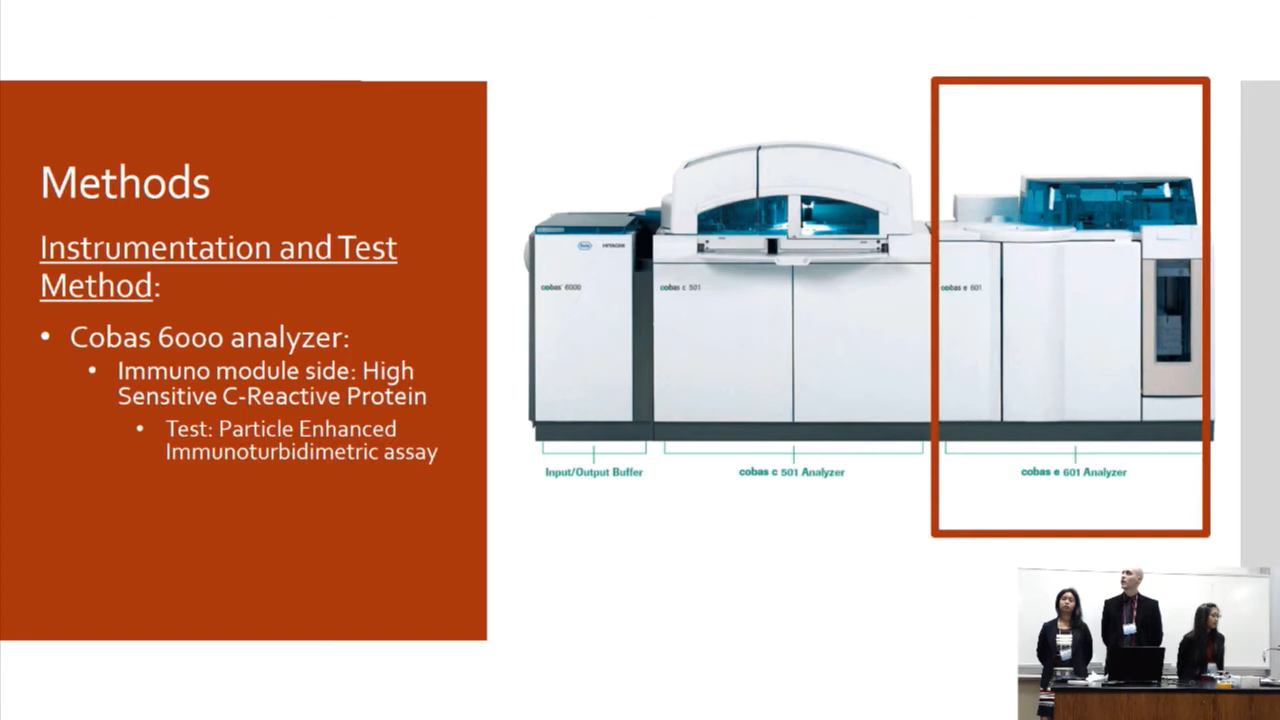 Methods
Instrumentation and Test
Method:
• Cobas 6000 analyzer:
• Immuno module side: High
Sensitive C-Reactive Protein
• Test: Particle Enhanced
Immunoturbidimetric assay
Roche HITACHI
cobas 6000
cobas c 501
cobas e 601
Input/Output Buffer
cobas c 501 Analyzer
cobas e 601 Analyzer